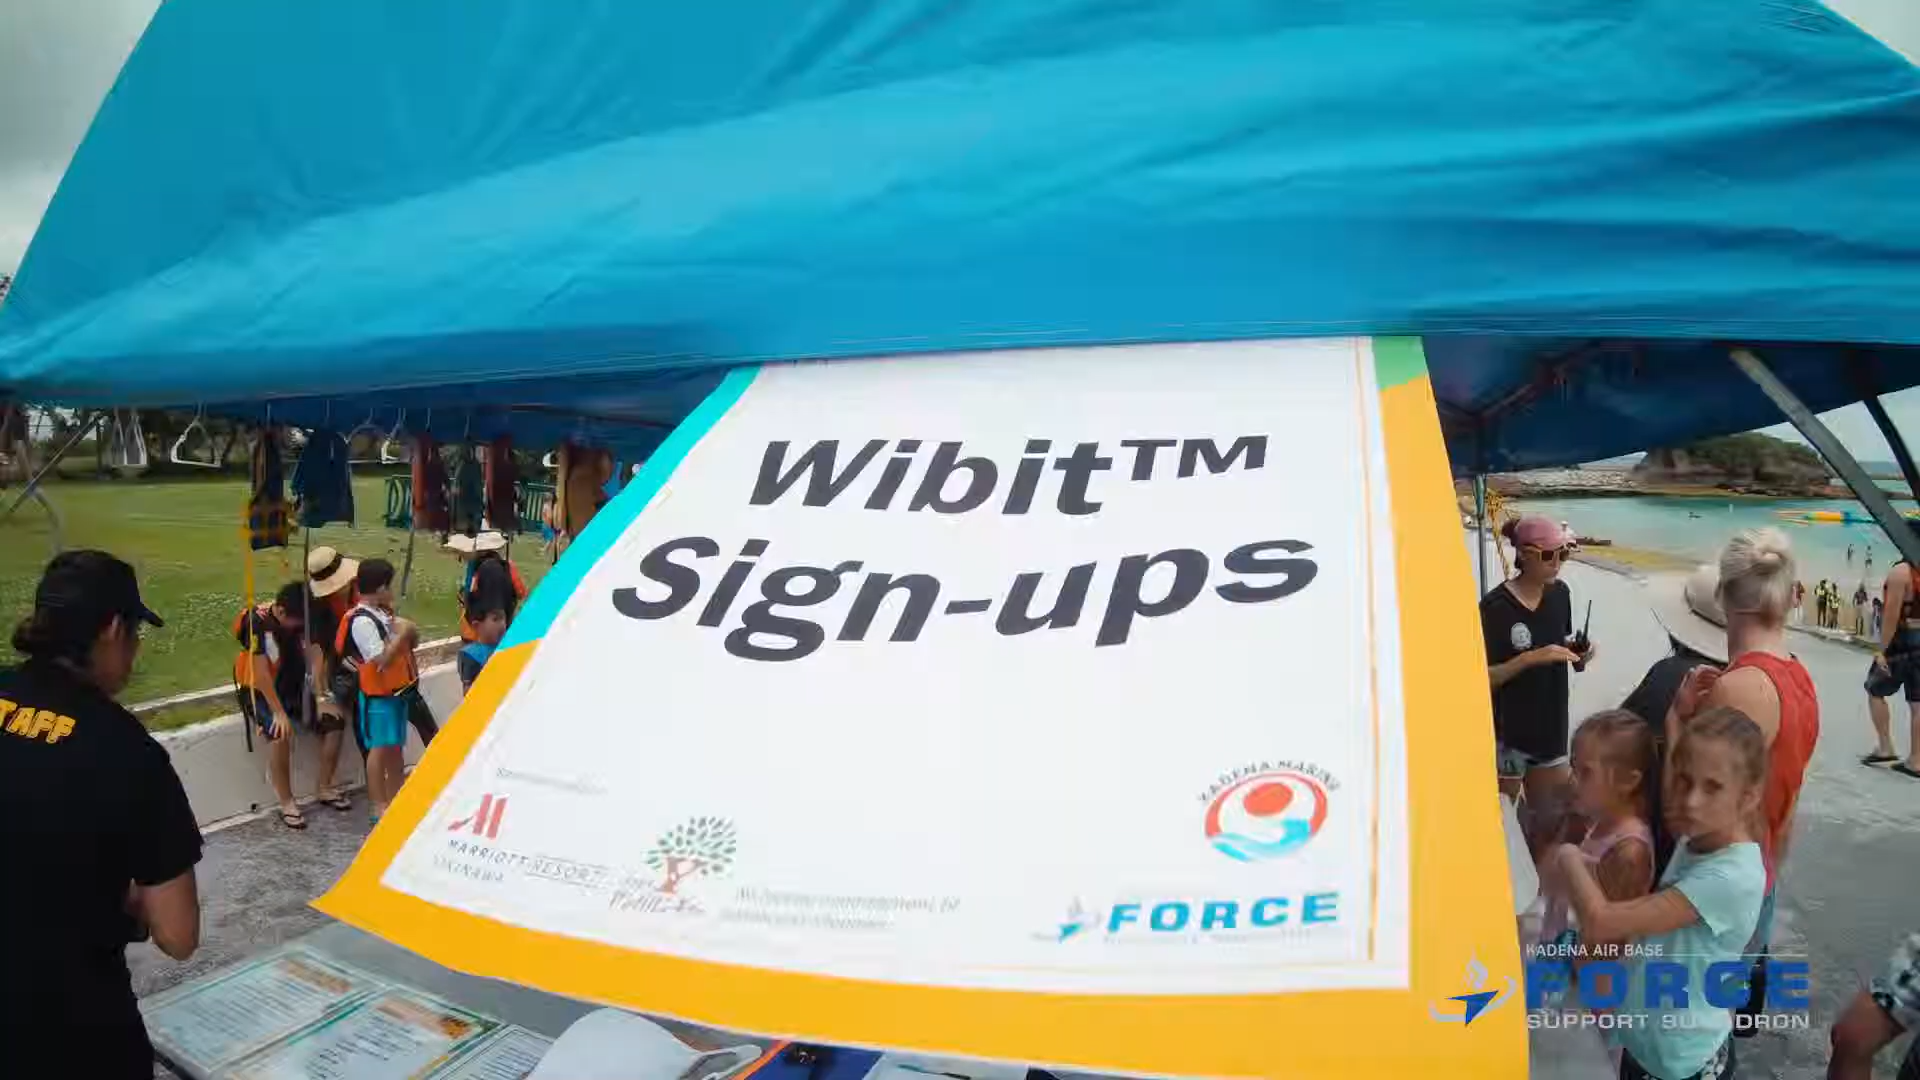 Wibit™
Sign-ups
TAFF
KADENA MARINA
MARRIOTT RESORT
OKINAWA
FORCE
KADENA AIR BASE
FORCE
SUPPORT SQUADRON